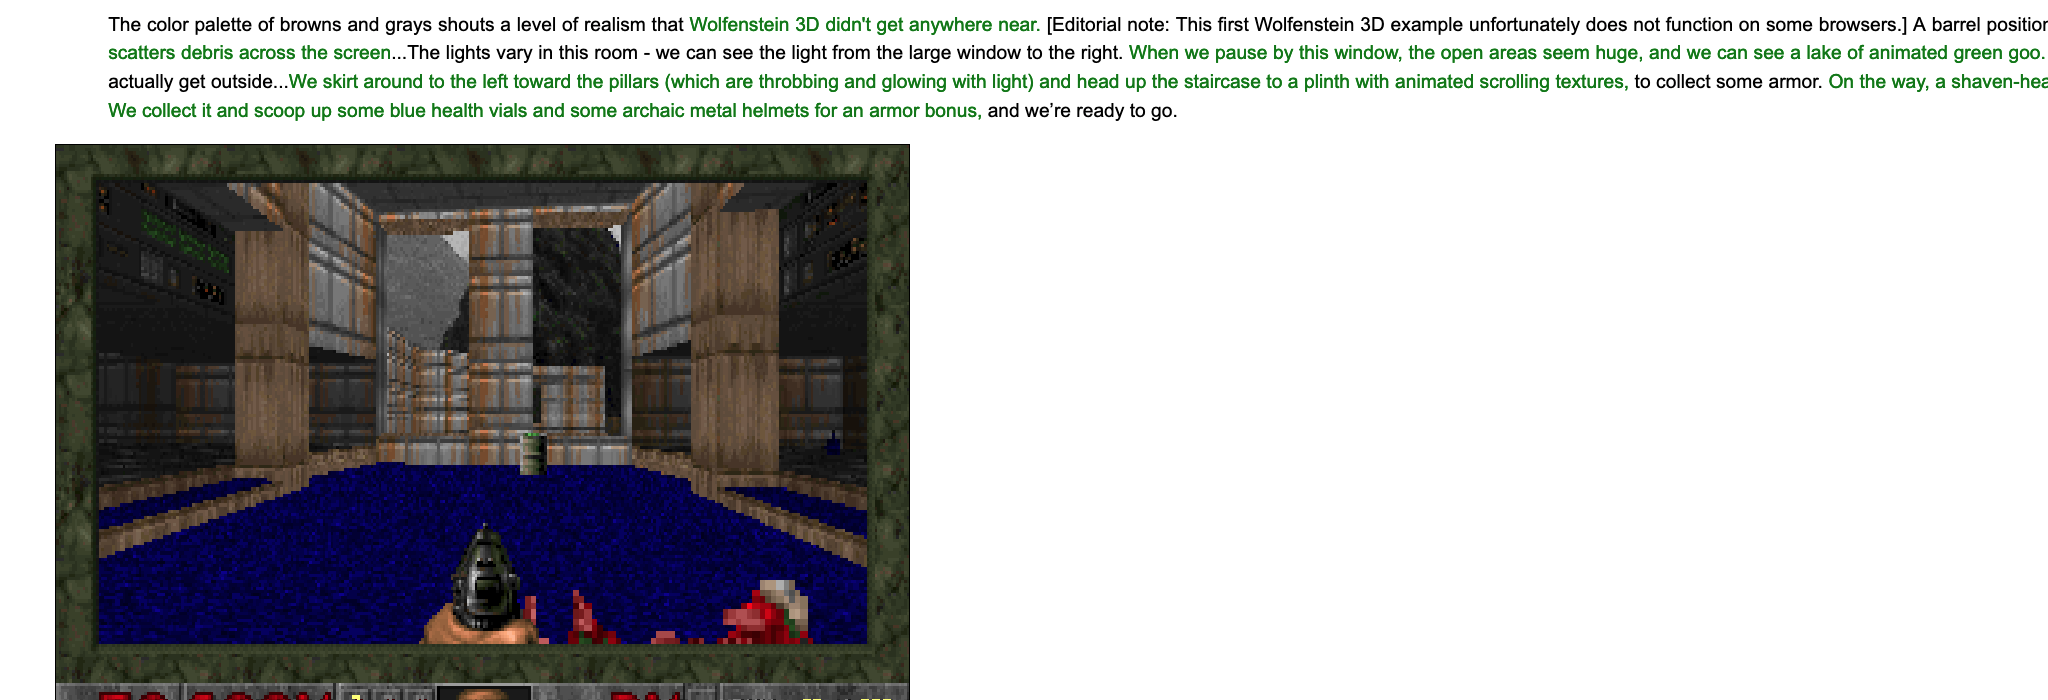 The color palette of browns and grays shouts a level of realism that Wolfenstein 3D didn't get anywhere near. [Editorial note: This first Wolfenstein 3D example unfortunately does not function on some browsers.] A barrel
scatters debris across the screen...The lights vary in this room - we can see the light from the large window to the right. When we pause by this window, the open areas seem huge, and we can see a lake of animated green goo.
actually get outside...We skirt around to the left toward the pillars (which are throbbing and glowing with light) and head up the staircase to a plinth with animated scrolling textures, to collect some armor. On the way, a
We collect it and scoop up some blue health vials and some archaic metal helmets for an armor bonus, and we’re ready to go.